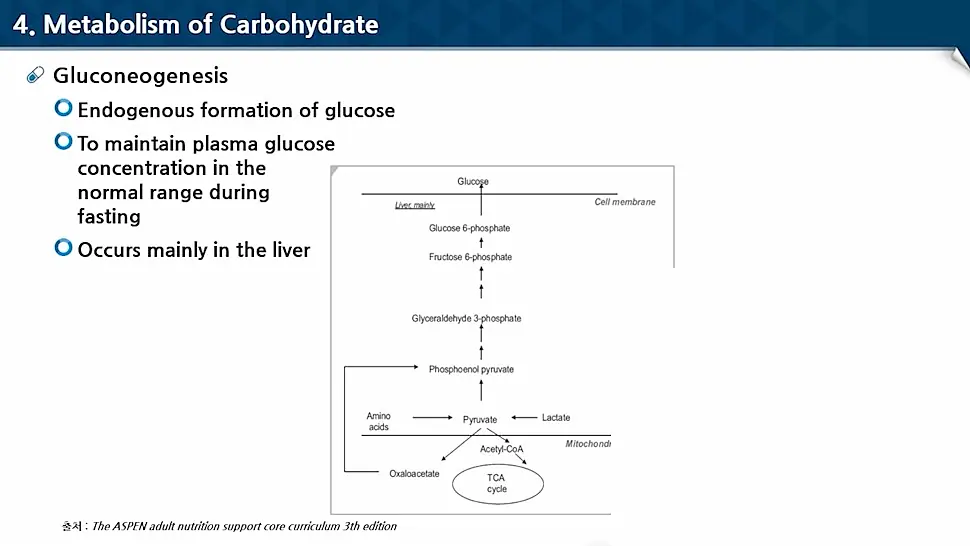 4. Metabolism of Carbohydrate
Gluconeogenesis
Endogenous formation of glucose
To maintain plasma glucose
concentration in the
normal range during
fasting
Occurs mainly in the liver
Glucose
Liver, mainly
Cell membrane
Glucose 6-phosphate
Fructose 6-phosphate
Glyceraldehyde 3-phosphate
Phosphoenol pyruvate
Amino
acids
Pyruvate
Lactate
Mitochondr
Acetyl-CoA
Oxaloacetate
TCA
cycle
출처 : The ASPEN adult nutrition support core curriculum 3th edition